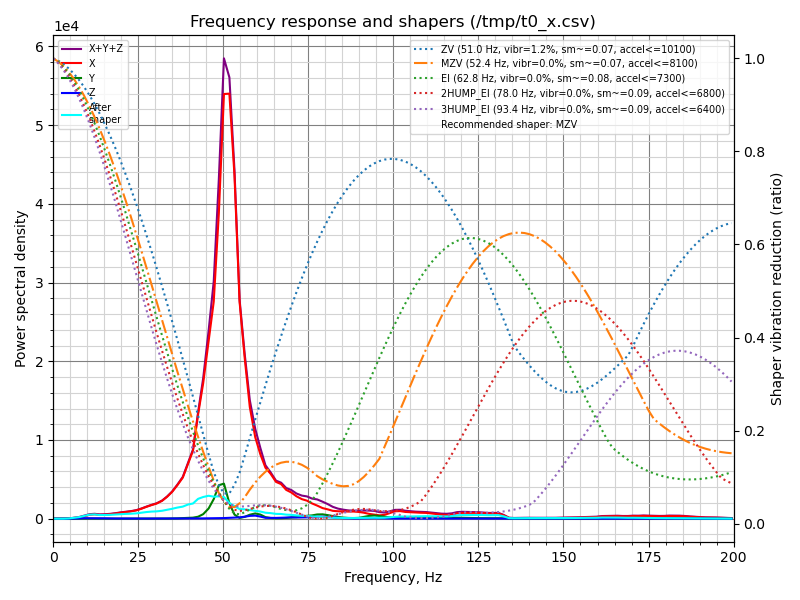 Frequency response and shapers (/tmp/t0_x.csv)
1e4
X+Y+Z
X
Y
Z
After
shaper
ZV (51.0 Hz, vibr=1.2%, sm~=0.07, accel<=10100)
MZV (52.4 Hz, vibr=0.0%, sm~=0.07, accel<=8100)
EI (62.8 Hz, vibr=0.0%, sm~=0.08, accel<=7300)
2HUMP_EI (78.0 Hz, vibr=0.0%, sm~=0.09, accel<=6800)
3HUMP_EI (93.4 Hz, vibr=0.0%, sm~=0.09, accel<=6400)
Recommended shaper: MZV
Power spectral density
6
5
4
3
2
1
0
1.0
0.8
0.6
0.4
0.2
0.0
Shaper vibration reduction (ratio)
0 25 50 75 100 125 150 175 200
Frequency, Hz